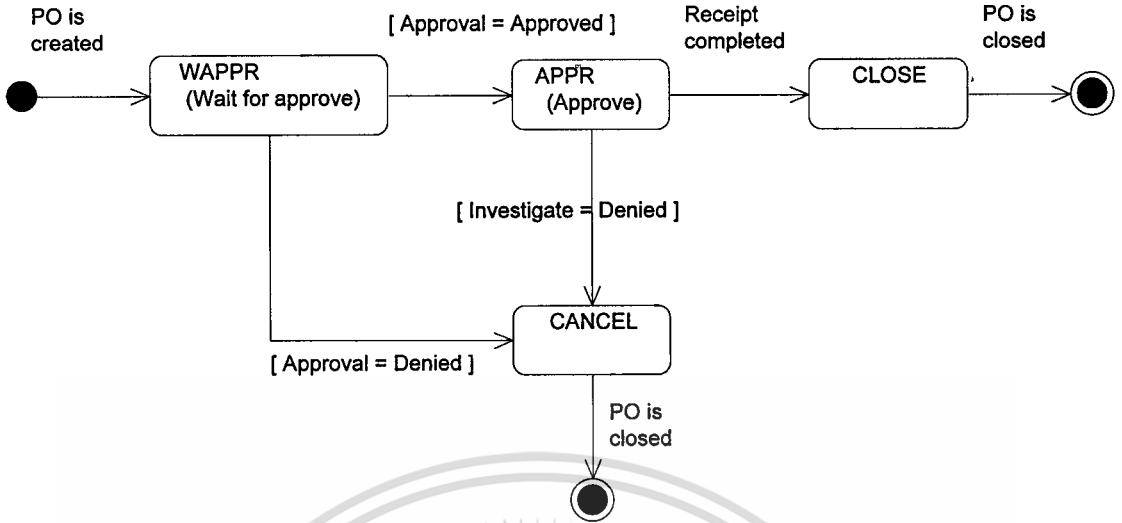 PO is
created
[ Approval = Approved ]
Receipt
completed
PO is
closed
WAPPR
(Wait for approve)
APPR
(Approve)
CLOSE
[ Investigate = Denied ]
CANCEL
[ Approval = Denied ]
PO is
closed